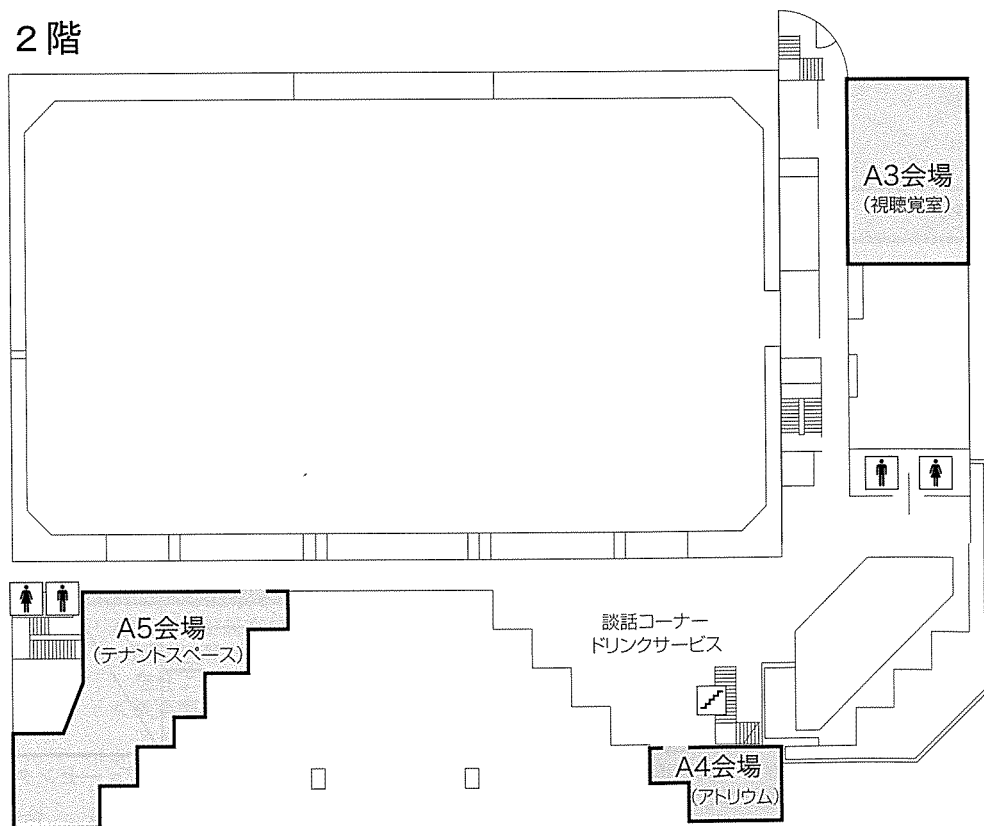 2階
A3会場
(視聴覚室)
A5会場
(テナントスペース)
談話コーナー
ドリンクサービス
A4会場
(アトリウム)